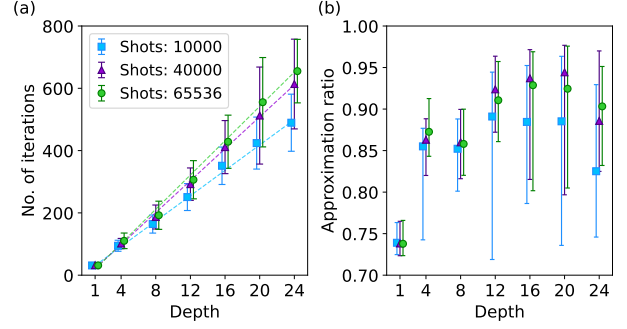 (a)
800
600
400
200
0
No. of iterations
Shots: 10000
Shots: 40000
Shots: 65536
1 4 8 12 16 20 24
Depth
(b)
1.00
0.95
0.90
0.85
0.80
0.75
0.70
Approximation ratio
1 4 8 12 16 20 24
Depth